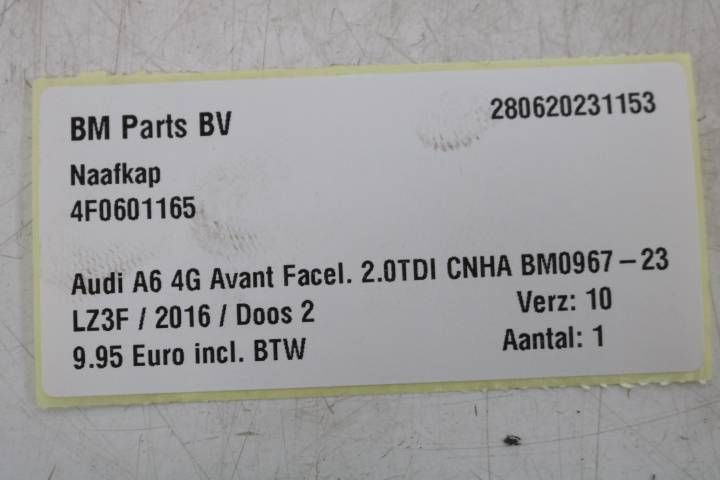 BM Parts BV 280620231153
Naafkap
4F0601165
Audi A6 4G Avant Facel. 2.0TDI CNHA BM0967-23
LZ3F / 2016 / Doos 2 Verz: 10
9.95 Euro incl. BTW Aantal: 1